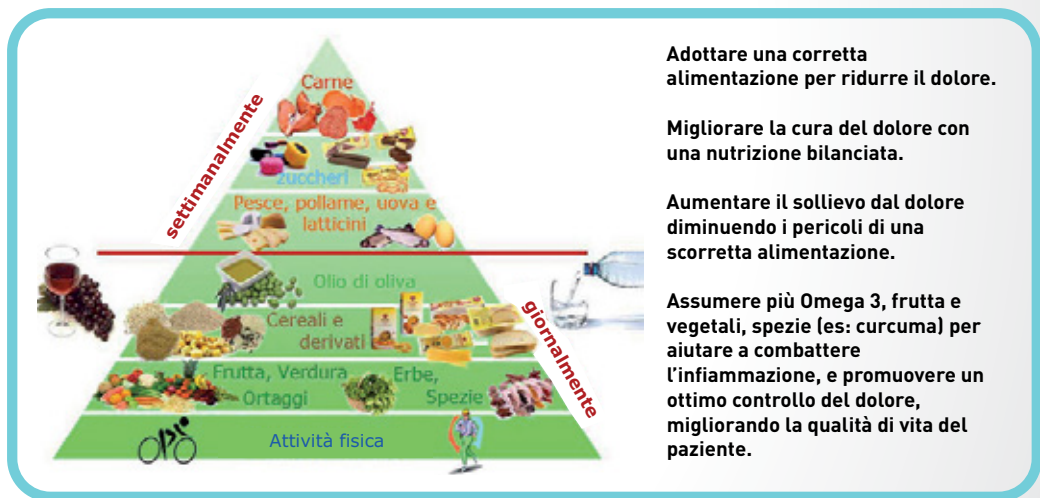 Carne
zuccheri
Pesce, pollame, uova e
latticini
settimanalmente
Olio di oliva
Cereali e
derivati
giornalmente
Frutta, Verdura
Ortaggi
Erbe,
Spezie
Attività fisica
Adottare una corretta
alimentazione per ridurre il dolore.
Migliorare la cura del dolore con
una nutrizione bilanciata.
Aumentare il sollievo dal dolore
diminuendo i pericoli di una
scorretta alimentazione.
Assumere più Omega 3, frutta e
vegetali, spezie (es: curcuma) per
aiutare a combattere
l’infiammazione, e promuovere un
ottimo controllo del dolore,
migliorando la qualità di vita del
paziente.